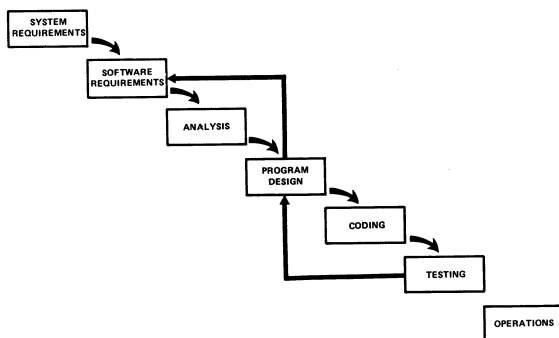 SYSTEM
REQUIREMENTS
SOFTWARE
REQUIREMENTS
ANALYSIS
PROGRAM
DESIGN
CODING
TESTING
OPERATIONS